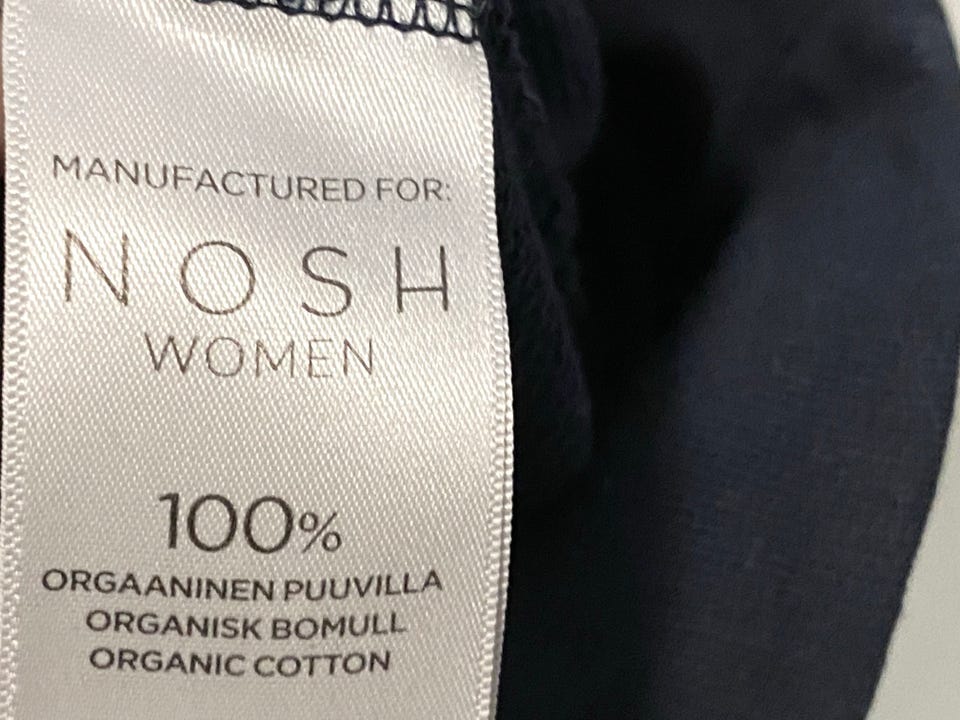 MANUFACTURED FOR:
NOSH
WOMEN
100%
ORGAANINEN PUUVILLA
ORGANISK BOMULL
ORGANIC COTTON